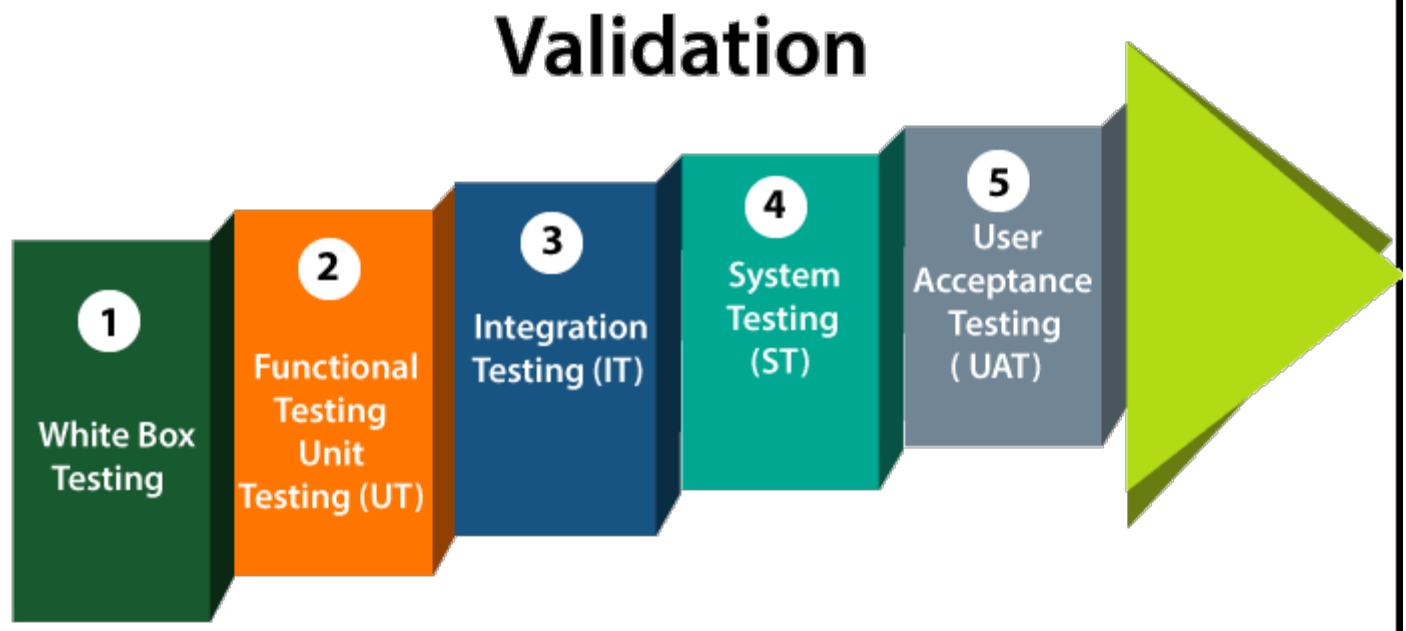 Validation
1
White Box
Testing
2
Functional
Testing
Unit
Testing (UT)
3
Integration
Testing (IT)
4
System
Testing
(ST)
5
User
Acceptance
Testing
( UAT)